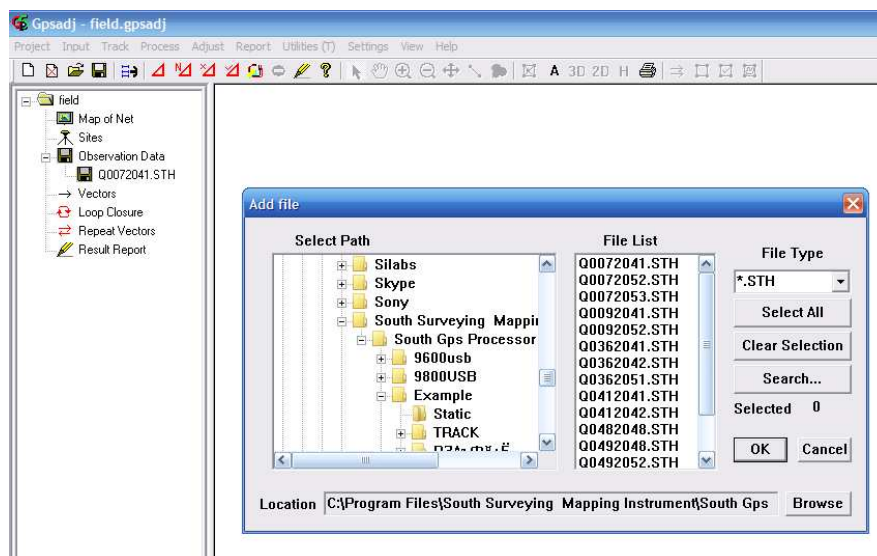 Gpsadj - field.gpsadj
Project Input Track Process Adjust Report Utilities (T) Settings View Help
A 3D 2D H
field
Map of Net
Sites
Observation Data
Q0072041.STH
Vectors
Loop Closure
Repeat Vectors
Result Report
Add file
Select Path
Silabs
Skype
Sony
South Surveying Mappi
South Gps Processor
9600usb
9800USB
Example
Static
TRACK
File List
Q0072041.STH
Q0072052.STH
Q0072053.STH
Q0092041.STH
Q0092052.STH
Q0362041.STH
Q0362042.STH
Q0362051.STH
Q0412041.STH
Q0412042.STH
Q0482048.STH
Q0492048.STH
Q0492052.STH
File Type
*.STH
Select All
Clear Selection
Search...
Selected 0
OK Cancel
Location C:\Program Files\South Surveying Mapping Instrument\South Gps Browse